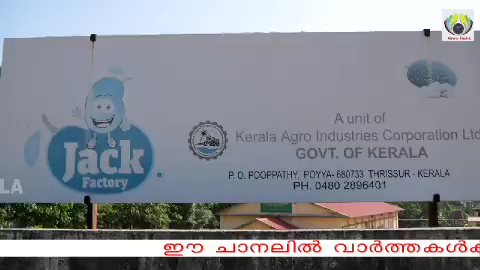 Jack
Factory
LA
A unit of
Kerala Agro Industries Corporation Ltd
GOVT. OF KERALA
P. O. POOPPATHY, POYYA- 680733 THRISSUR - KERALA
PH. 0480 2896401
ഈ ചാനലിൽ വാർത്തകൾക്